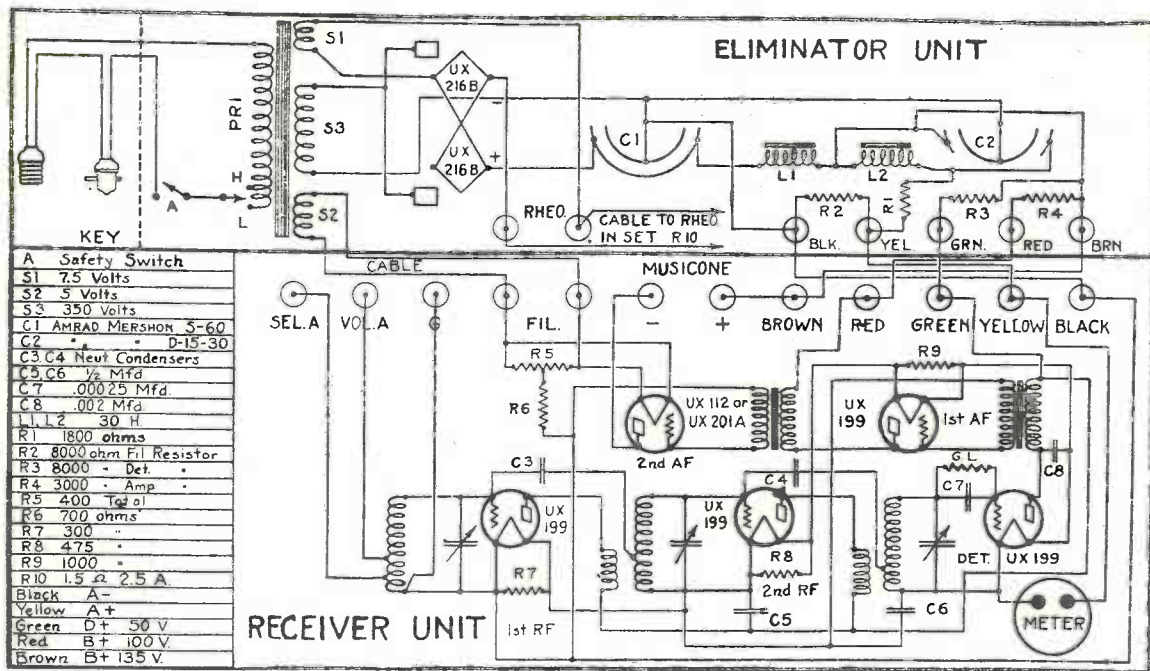 ELIMINATOR UNIT
S1
UX
216B
PRI
S3
C1
C2
UX
216B
L1
L2
H
A
L
S2
RHEO.
CABLE TO RHEO
IN SET R10
R2
R1
R3
R4
BLK.
YEL.
GRN.
RED
BRN
KEY
A Safety Switch
S1 7.5 Volts
S2 5 Volts
S3 350 Volts
C1 AMRAD MERSHON S-60
C2 " " D-15-30
C3.C4 Neut Condensers
C5,C6 1/2 Mfd
C7 .00025 Mfd.
C8 .002 Mfd.
L1.L2 30 H.
R1 1800 ohms
R2 8000 ohm Fil Resistor
R3 8000 " Det. "
R4 3000 " Amp "
R5 400 Total
R6 700 ohms
R7 300 "
R8 475 "
R9 1000 "
R10 1.5 Ω 2.5 A.
Black A-
Yellow A+
Green D+ 50 V
Red B+ 100 V.
Brown B+ 135 V.
CABLE
MUSICONE
SEL.A
VOL.A
G
FIL.
-
+
BROWN
RED
GREEN
YELLOW
BLACK
R5
R6
UX 112 or
UX 201A
2nd AF
R9
UX
199
1st AF
C3
C4
G.L.
C7
C8
UX
199
UX
199
R7
R8
2nd RF
DET.
UX 199
C5
C6
1st RF
METER
RECEIVER UNIT